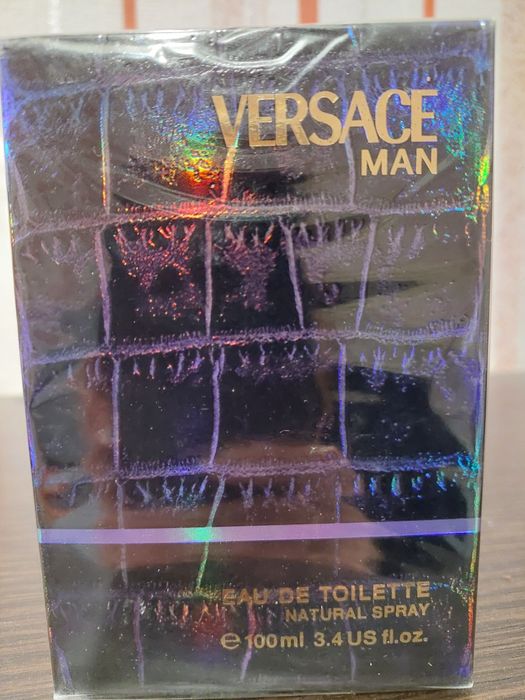 VERSACE
MAN
EAU DE TOILETTE
NATURAL SPRAY
℮ 100ml 3.4 US fl.oz.